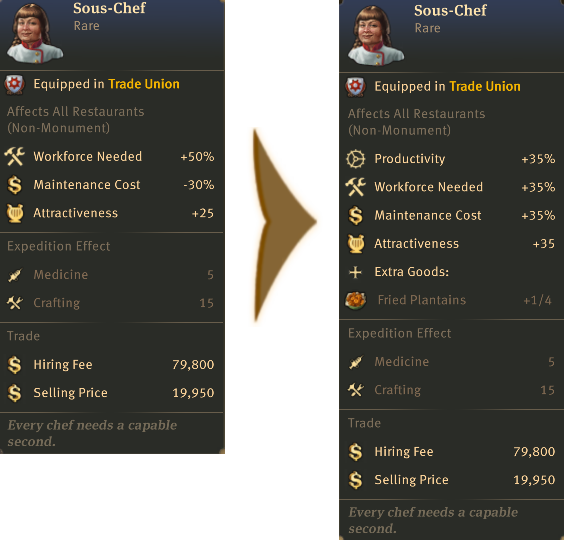 Sous-Chef
Rare
Equipped in Trade Union
Affects All Restaurants
(Non-Monument)
Workforce Needed +50%
Maintenance Cost -30%
Attractiveness +25
Expedition Effect
Medicine 5
Crafting 15
Trade
Hiring Fee 79,800
Selling Price 19,950
Every chef needs a capable
second.
Sous-Chef
Rare
Equipped in Trade Union
Affects All Restaurants
(Non-Monument)
Productivity +35%
Workforce Needed +35%
Maintenance Cost +35%
Attractiveness +35
Extra Goods:
Fried Plantains +1/4
Expedition Effect
Medicine 5
Crafting 15
Trade
Hiring Fee 79,800
Selling Price 19,950
Every chef needs a capable
second.